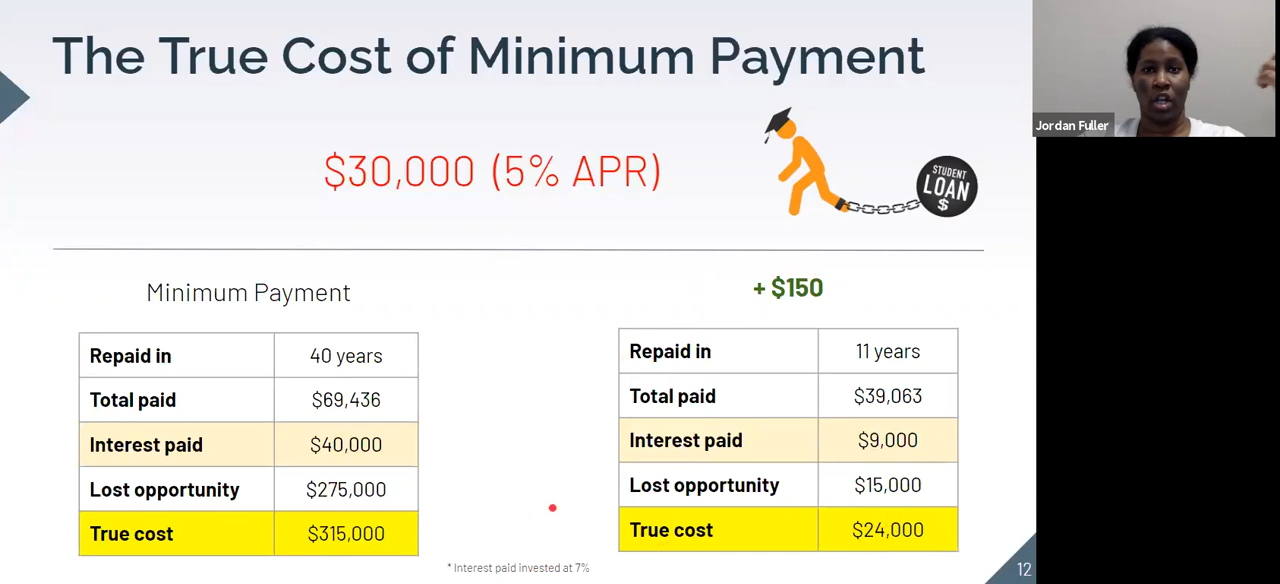 The True Cost of Minimum Payment
Jordan Fuller
$30,000 (5% APR)
STUDENT
LOAN
$
Minimum Payment
Repaid in 40 years
Total paid $69,436
Interest paid $40,000
Lost opportunity $275,000
True cost $315,000
+ $150
Repaid in 11 years
Total paid $39,063
Interest paid $9,000
Lost opportunity $15,000
True cost $24,000
* Interest paid invested at 7%
12